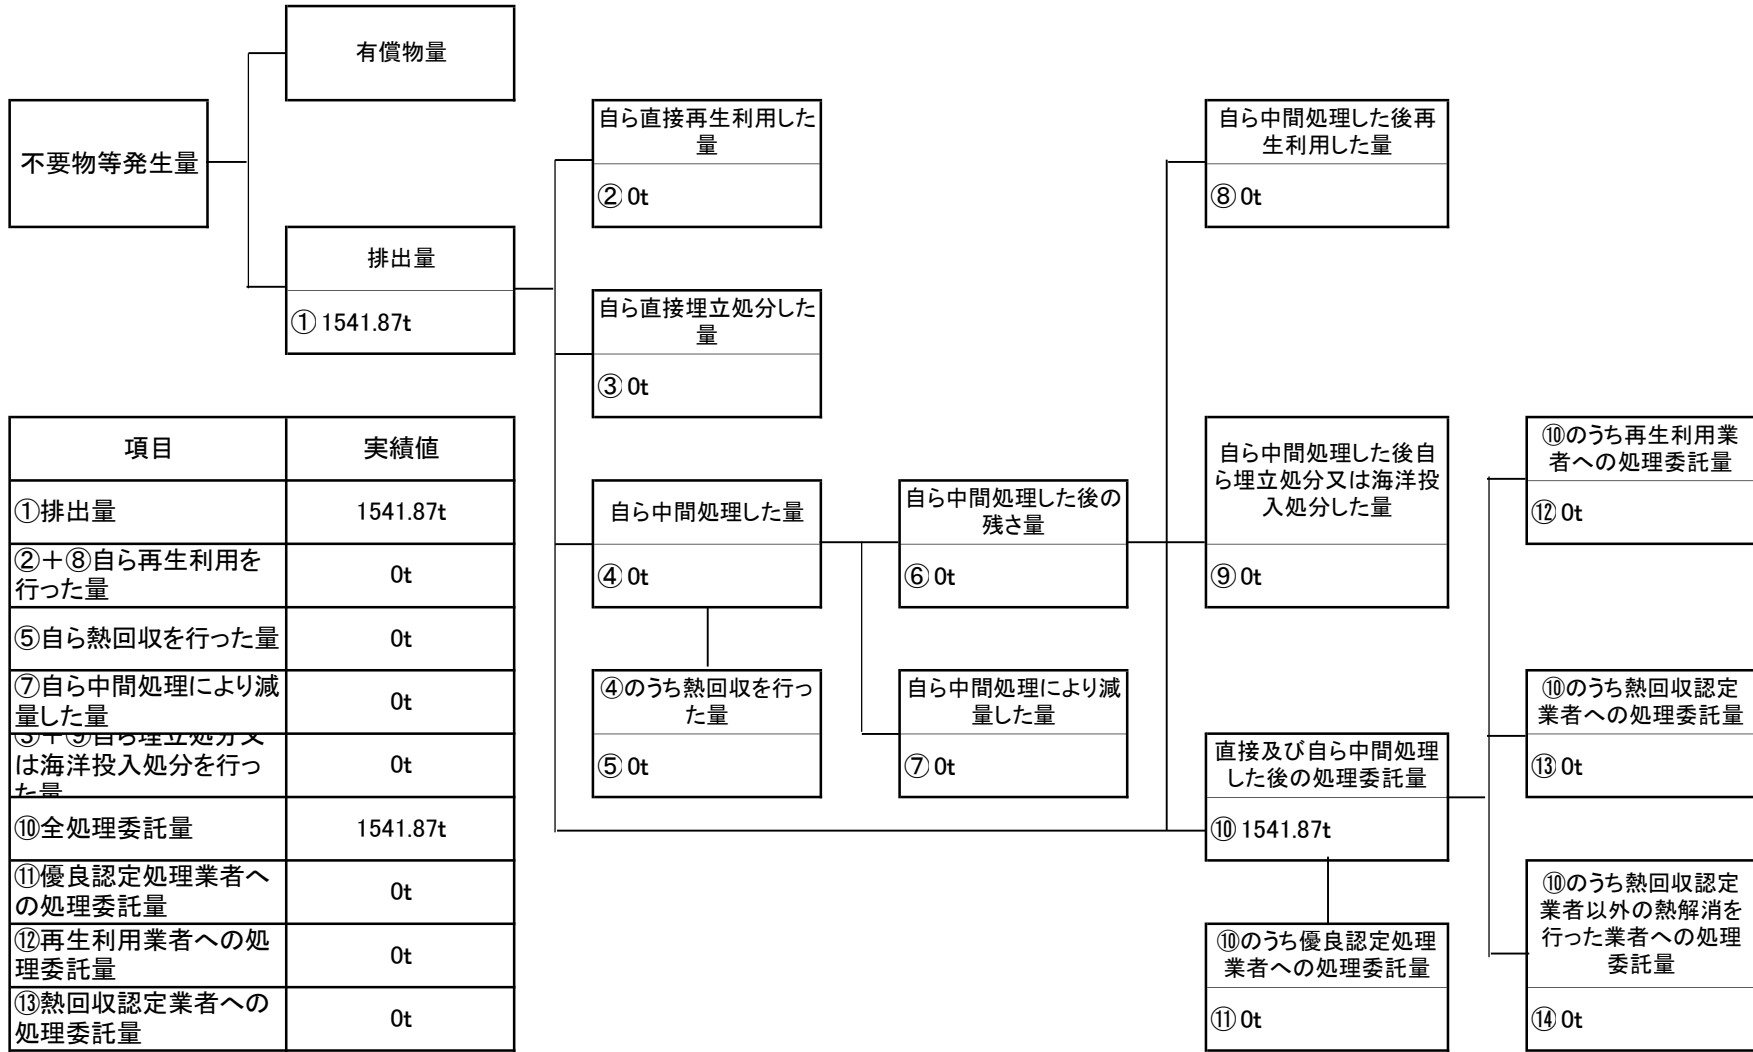 有償物量
不要物等発生量
排出量
① 1541.87t
自ら直接再生利用した
量
② 0t
自ら直接埋立処分した
量
③ 0t
自ら中間処理した量
④ 0t
④のうち熱回収を行っ
た量
⑤ 0t
自ら中間処理した後の
残さ量
⑥ 0t
自ら中間処理により減
量した量
⑦ 0t
自ら中間処理した後再
生利用した量
⑧ 0t
自ら中間処理した後自
ら埋立処分又は海洋投
入処分した量
⑨ 0t
直接及び自ら中間処理
した後の処理委託量
⑩ 1541.87t
⑩のうち優良認定処理
業者への処理委託量
⑪ 0t
⑩のうち再生利用業
者への処理委託量
⑫ 0t
⑩のうち熱回収認定
業者への処理委託量
⑬ 0t
⑩のうち熱回収認定
業者以外の熱解消を
行った業者への処理
委託量
⑭ 0t
項目 実績値
①排出量 1541.87t
②＋⑧自ら再生利用を
行った量 0t
⑤自ら熱回収を行った量 0t
⑦自ら中間処理により減
量した量 0t
③＋⑨自ら埋立処分又
は海洋投入処分を行っ
た量 0t
⑩全処理委託量 1541.87t
⑪優良認定処理業者へ
の処理委託量 0t
⑫再生利用業者への処
理委託量 0t
⑬熱回収認定業者への
処理委託量 0t